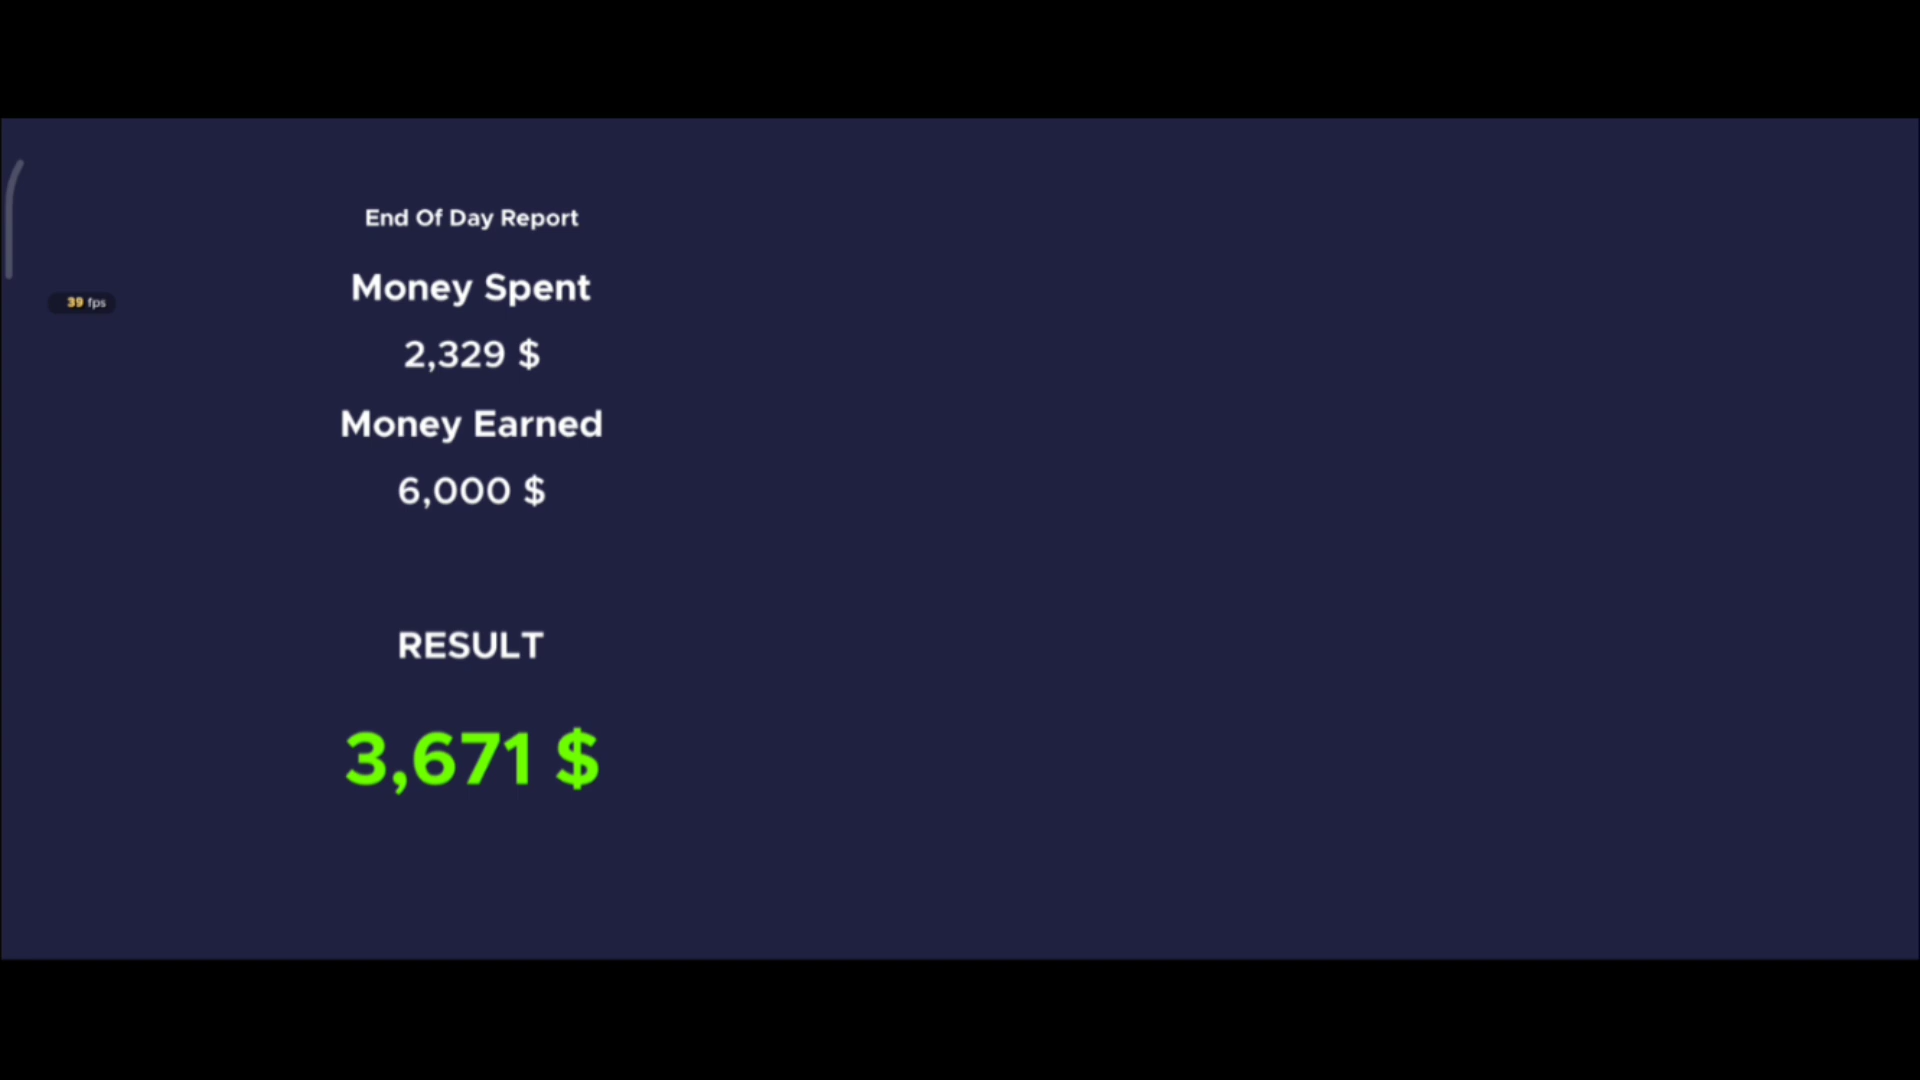 End Of Day Report
Money Spent
39 fps
2,329 $
Money Earned
6,000 $
RESULT
3,671 $